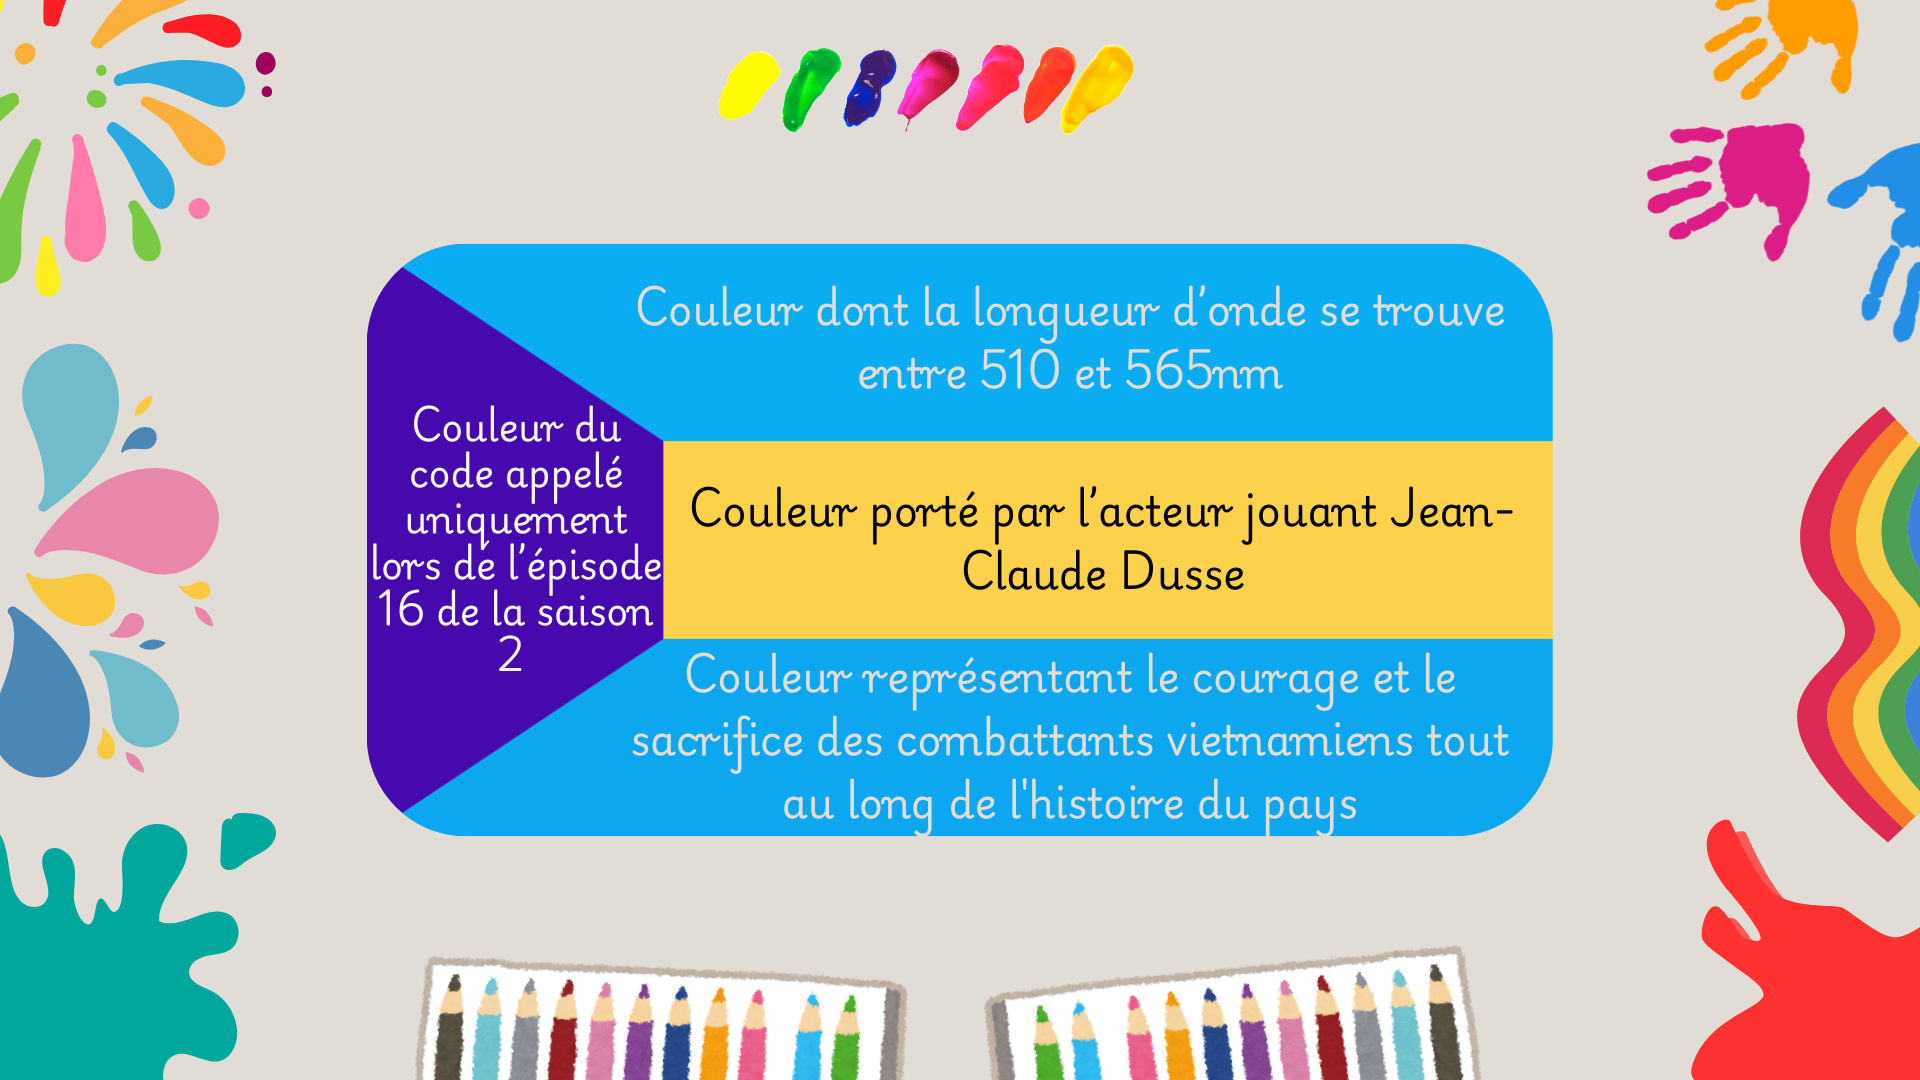 Couleur dont la longueur d’onde se trouve
entre 510 et 565nm
Couleur du
code appelé
uniquement
lors de l’épisode
16 de la saison
2
Couleur porté par l’acteur jouant Jean-
Claude Dusse
Couleur représentant le courage et le
sacrifice des combattants vietnamiens tout
au long de l'histoire du pays